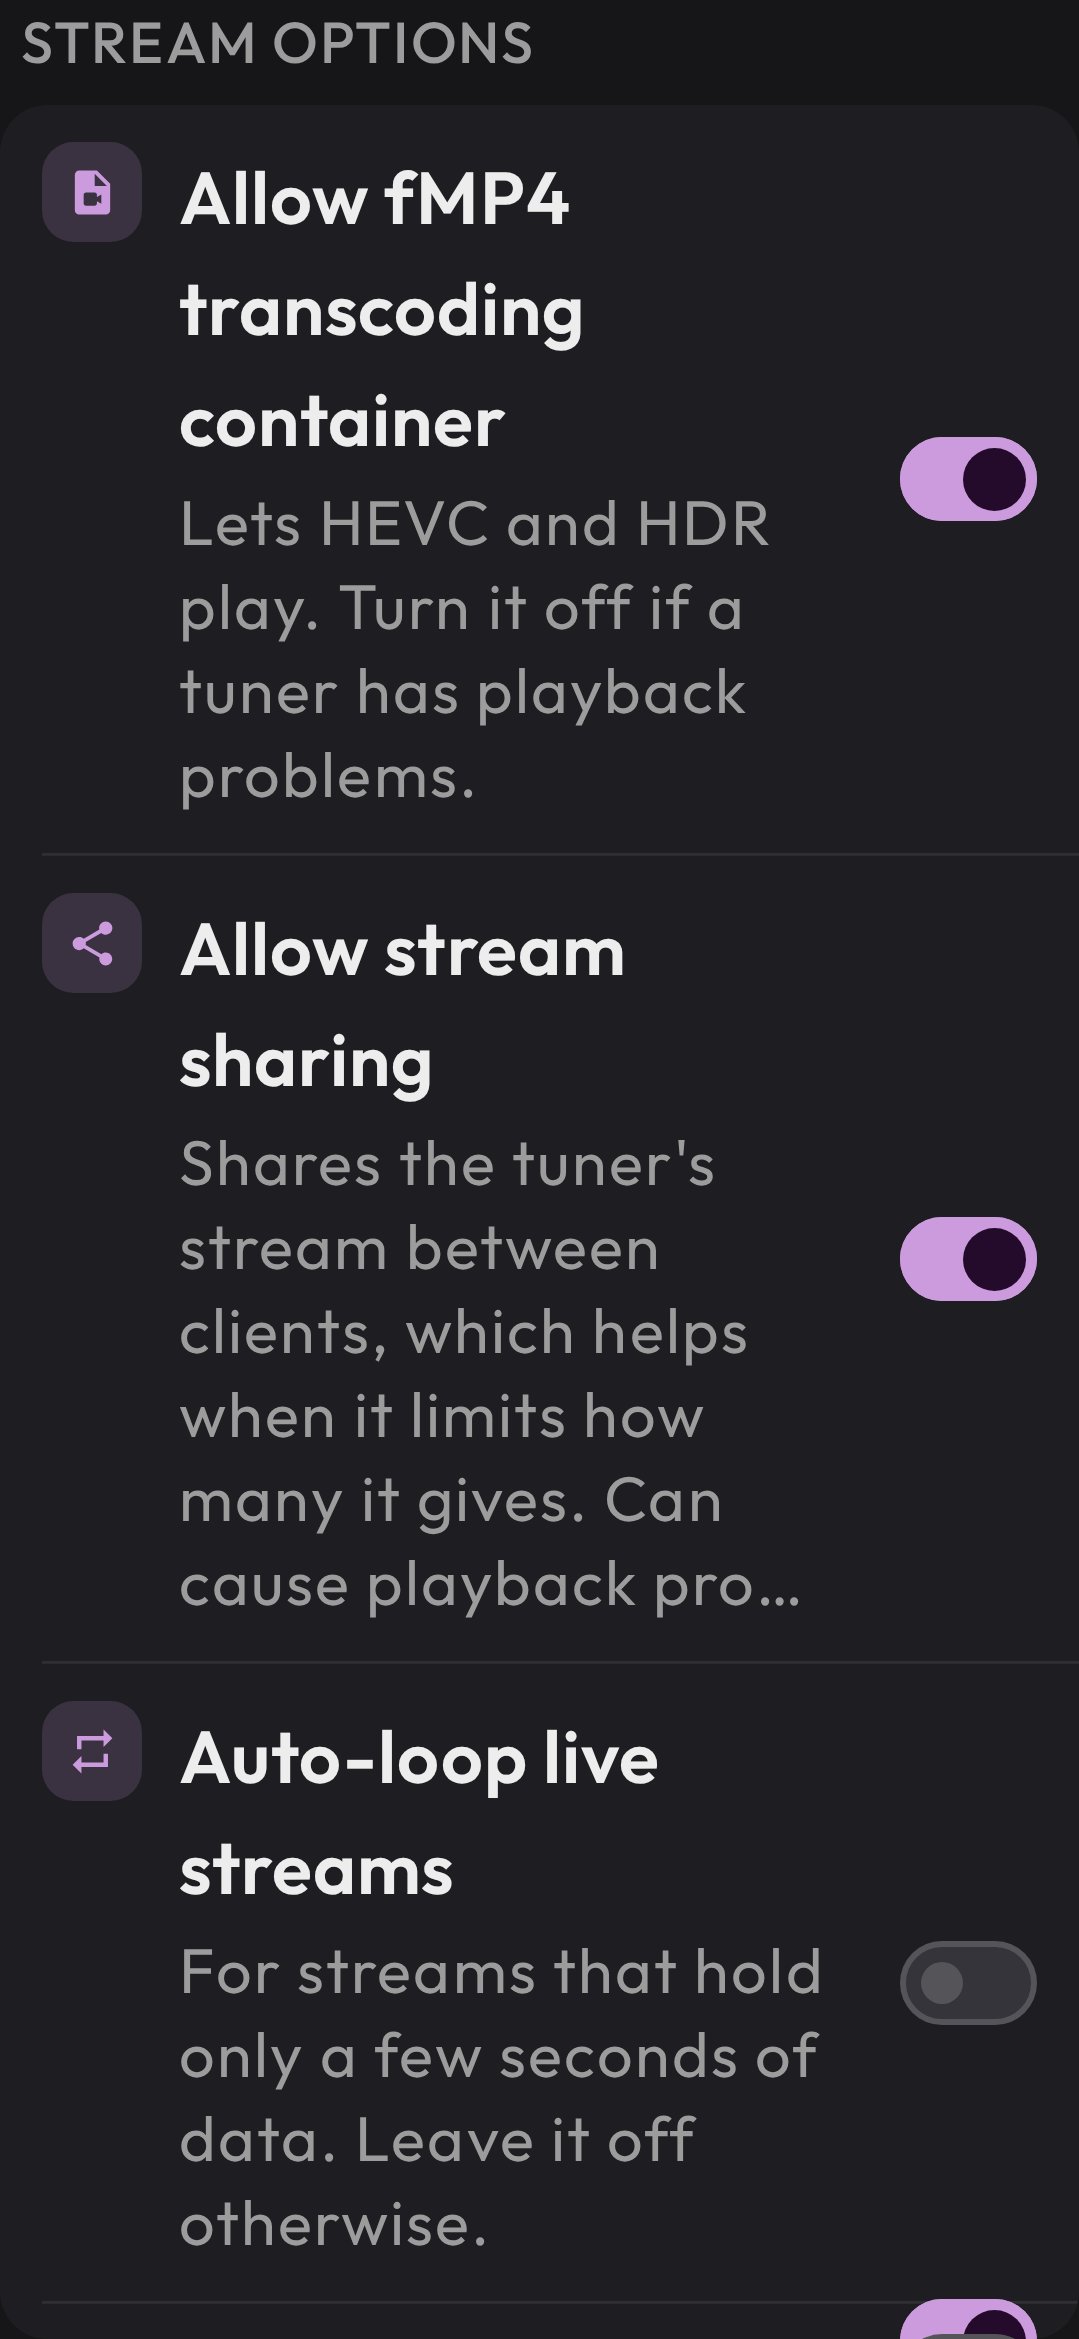 STREAM OPTIONS
Allow fMP4
transcoding
container
Lets HEVC and HDR
play. Turn it off if a
tuner has playback
problems.
Allow stream
sharing
Shares the tuner's
stream between
clients, which helps
when it limits how
many it gives. Can
cause playback pro...
Auto-loop live
streams
For streams that hold
only a few seconds of
data. Leave it off
otherwise.